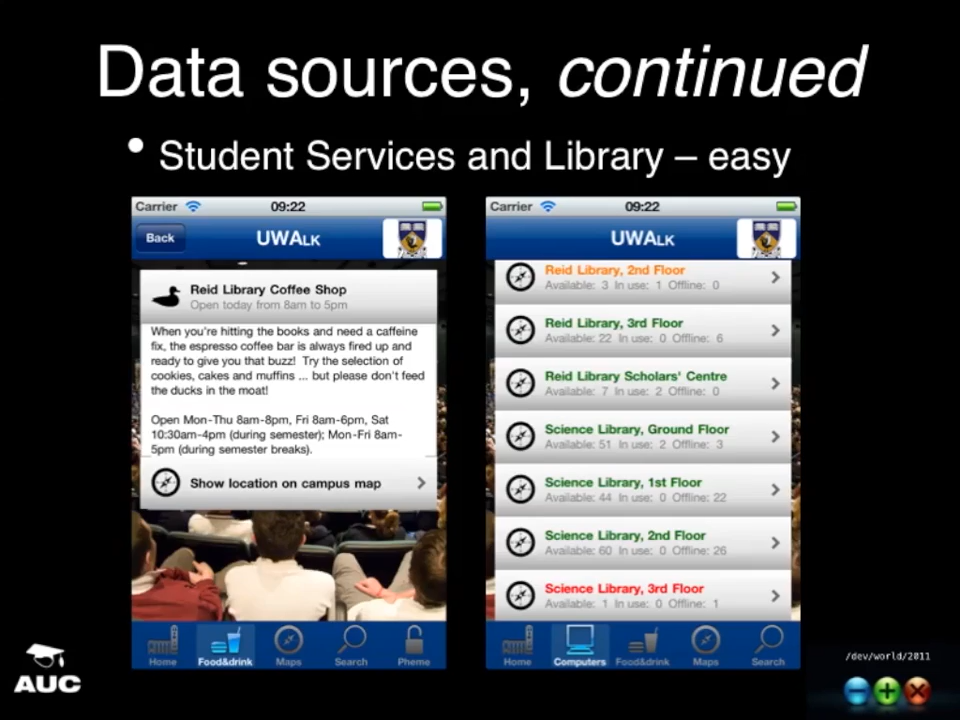 Data sources, continued
• Student Services and Library – easy
Carrier 09:22
Back UWALK
Reid Library Coffee Shop
Open today from 8am to 5pm
When you're hitting the books and need a caffeine
fix, the espresso coffee bar is always fired up and
ready to give you that buzz! Try the selection of
cookies, cakes and muffins ... but please don't feed
the ducks in the moat!
Open Mon-Thu 8am-8pm, Fri 8am-6pm, Sat
10:30am-4pm (during semester); Mon-Fri 8am-
5pm (during semester breaks).
Show location on campus map
Home Food&drink Maps Search Pheme
Carrier 09:22
UWALK
Reid Library, 2nd Floor
Available: 3 In use: 1 Offline: 0
Reid Library, 3rd Floor
Available: 22 In use: 0 Offline: 6
Reid Library Scholars' Centre
Available: 7 In use: 2 Offline: 0
Science Library, Ground Floor
Available: 51 In use: 2 Offline: 3
Science Library, 1st Floor
Available: 44 In use: 0 Offline: 22
Science Library, 2nd Floor
Available: 60 In use: 0 Offline: 26
Science Library, 3rd Floor
Available: 1 In use: 0 Offline: 1
Home Computers Food&drink Maps Search
AUC
/dev/world/2011